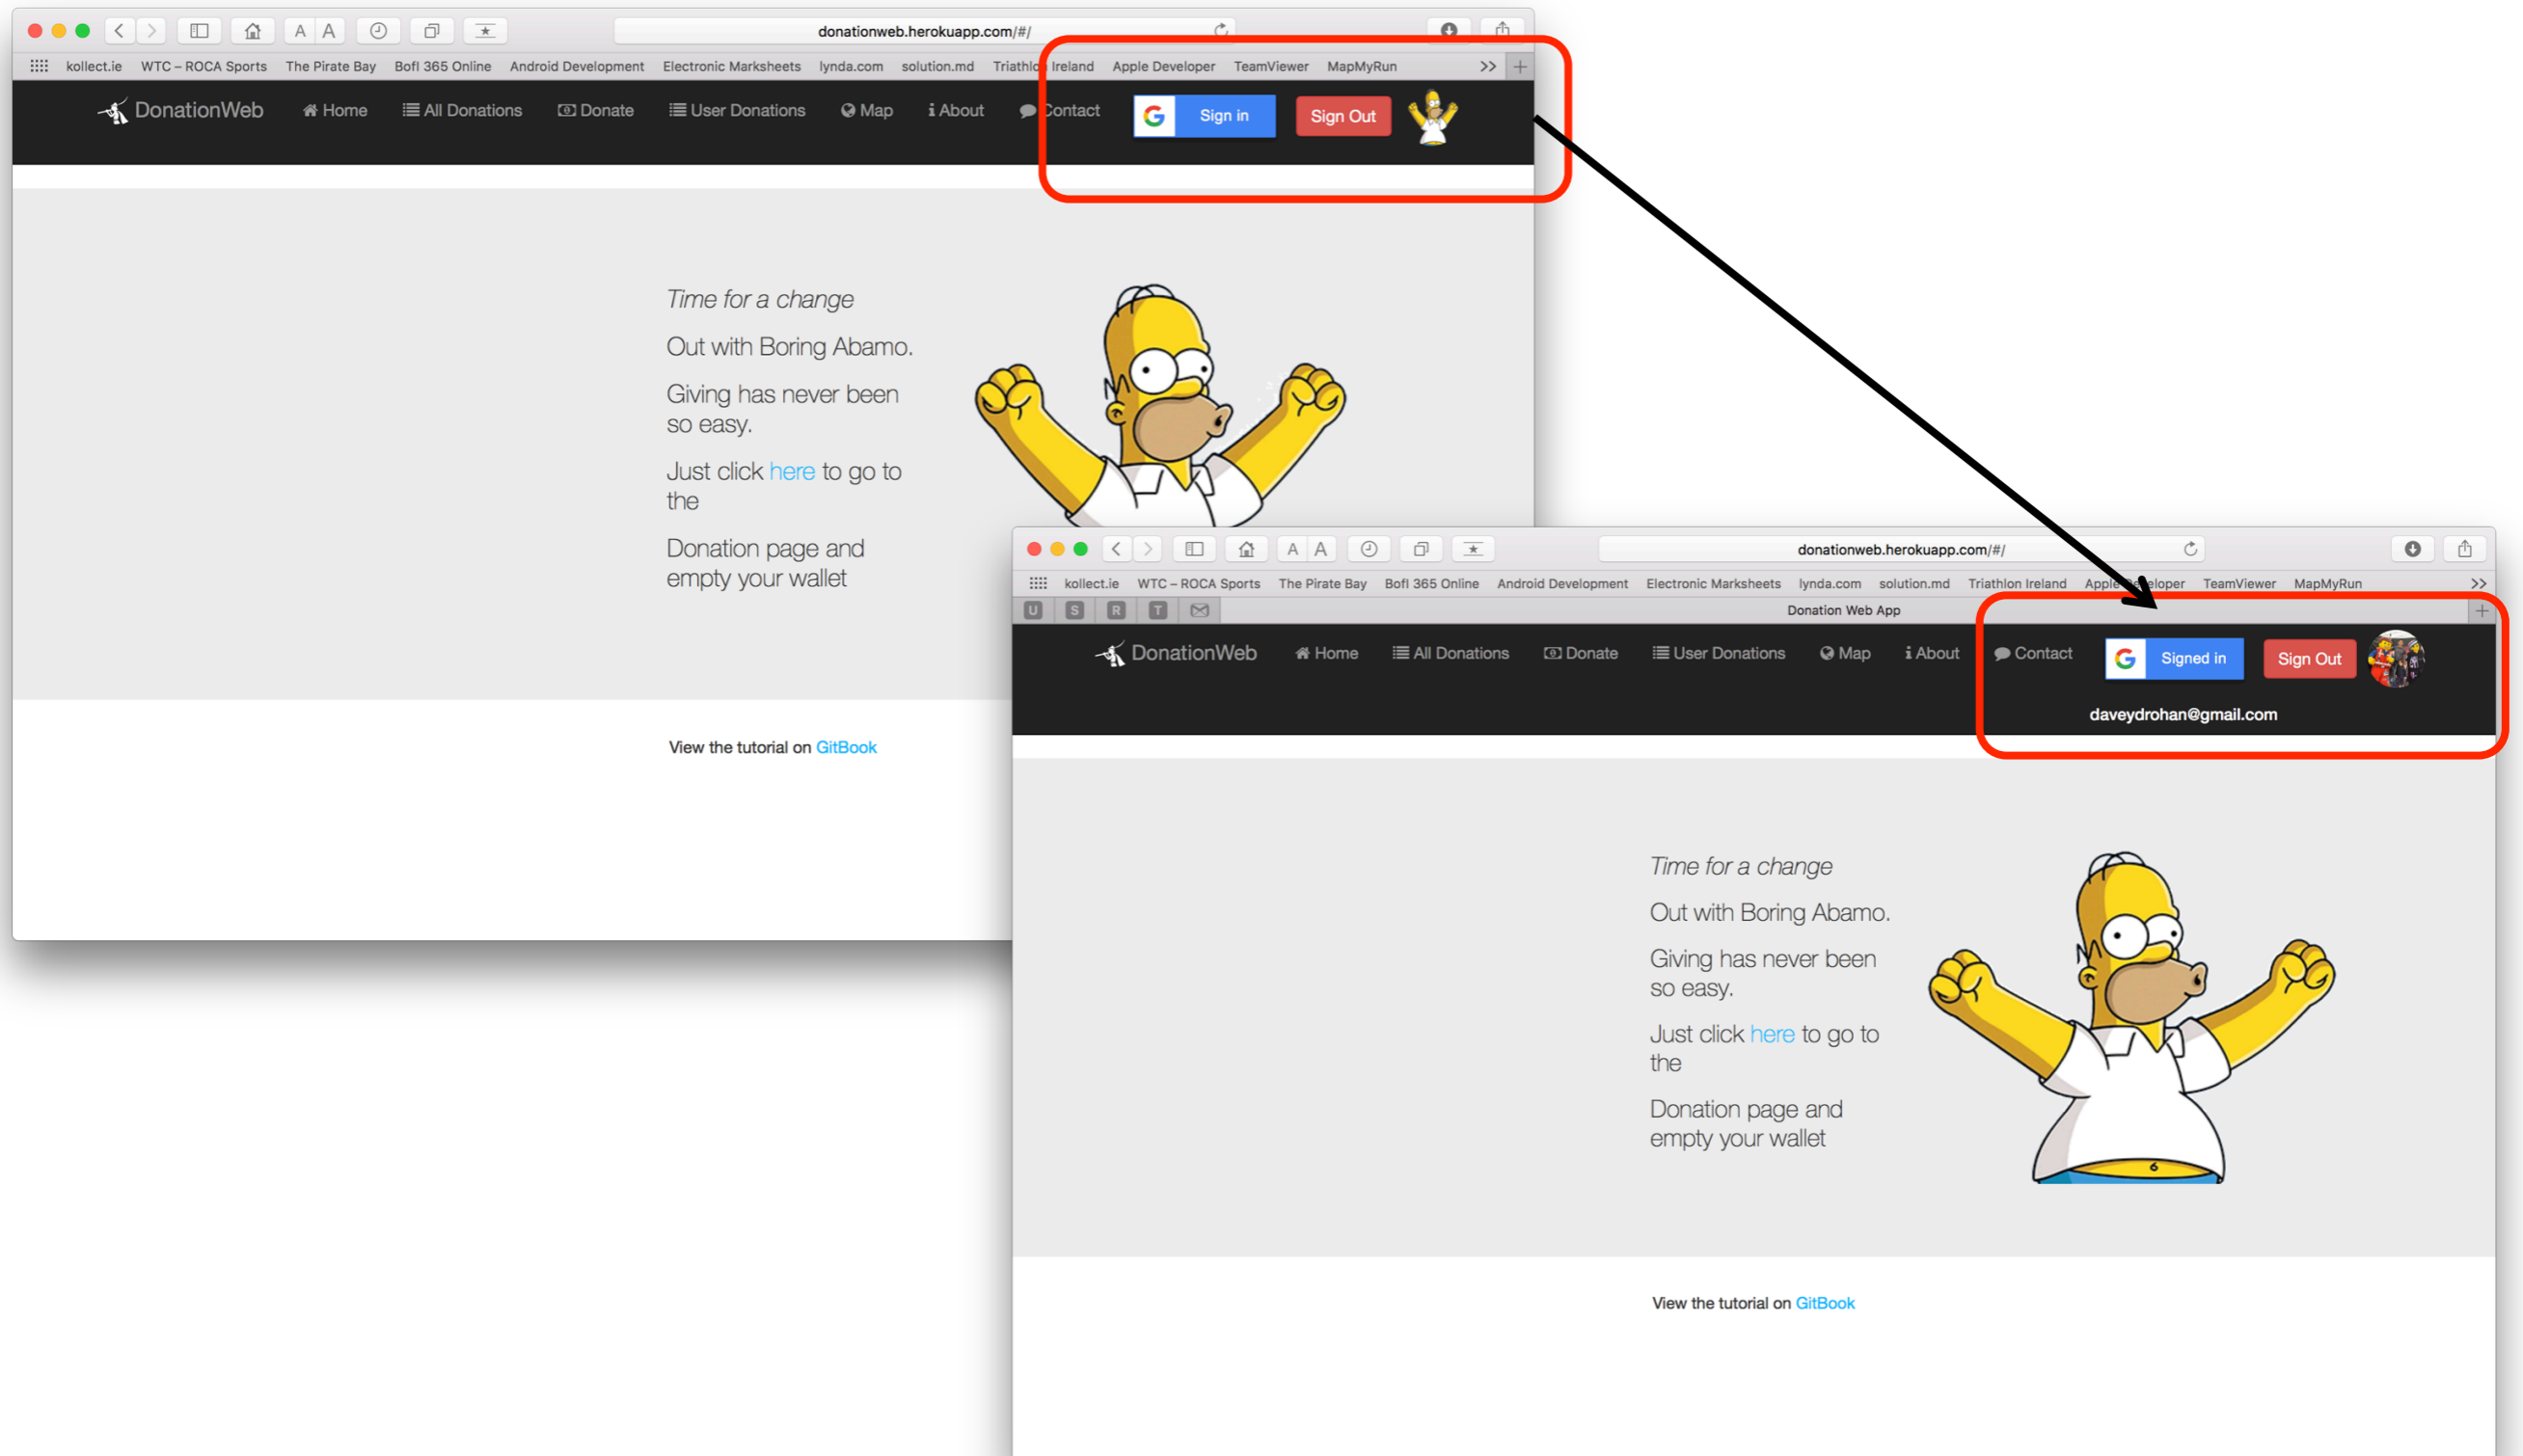 donationweb.herokuapp.com/#/
kollect.ie WTC – ROCA Sports The Pirate Bay BofI 365 Online Android Development Electronic Marksheets lynda.com solution.md Triathlon Ireland Apple Developer TeamViewer MapMyRun >>
DonationWeb Home All Donations Donate User Donations Map About Contact Sign in Sign Out
Time for a change
Out with Boring Abamo.
Giving has never been
so easy.
Just click here to go to
the
Donation page and
empty your wallet
View the tutorial on GitBook
donationweb.herokuapp.com/#/
kollect.ie WTC – ROCA Sports The Pirate Bay BofI 365 Online Android Development Electronic Marksheets lynda.com solution.md Triathlon Ireland Apple Developer TeamViewer MapMyRun >>
U S R T Donation Web App
DonationWeb Home All Donations Donate User Donations Map About Contact Signed in Sign Out
daveydrohan@gmail.com
Time for a change
Out with Boring Abamo.
Giving has never been
so easy.
Just click here to go to
the
Donation page and
empty your wallet
View the tutorial on GitBook